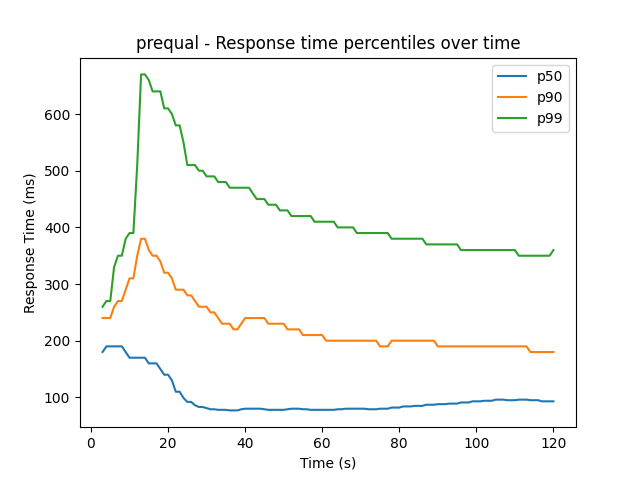 prequal - Response time percentiles over time
p50
p90
p99
600
500
400
300
200
100
Response Time (ms)
0 20 40 60 80 100 120
Time (s)